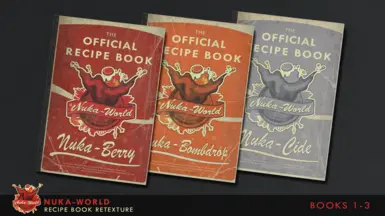 THE
OFFICIAL
RECIPE BOOK
Nuka-World
Nuka-Berry
THE
OFFICIAL
RECIPE BOOK
Nuka-World
Nuka-Bombdrop
THE
OFFICIAL
RECIPE BOOK
Nuka-World
Nuka-Cide
NUKA-WORLD
RECIPE BOOK RETEXTURE
BOOKS 1-3